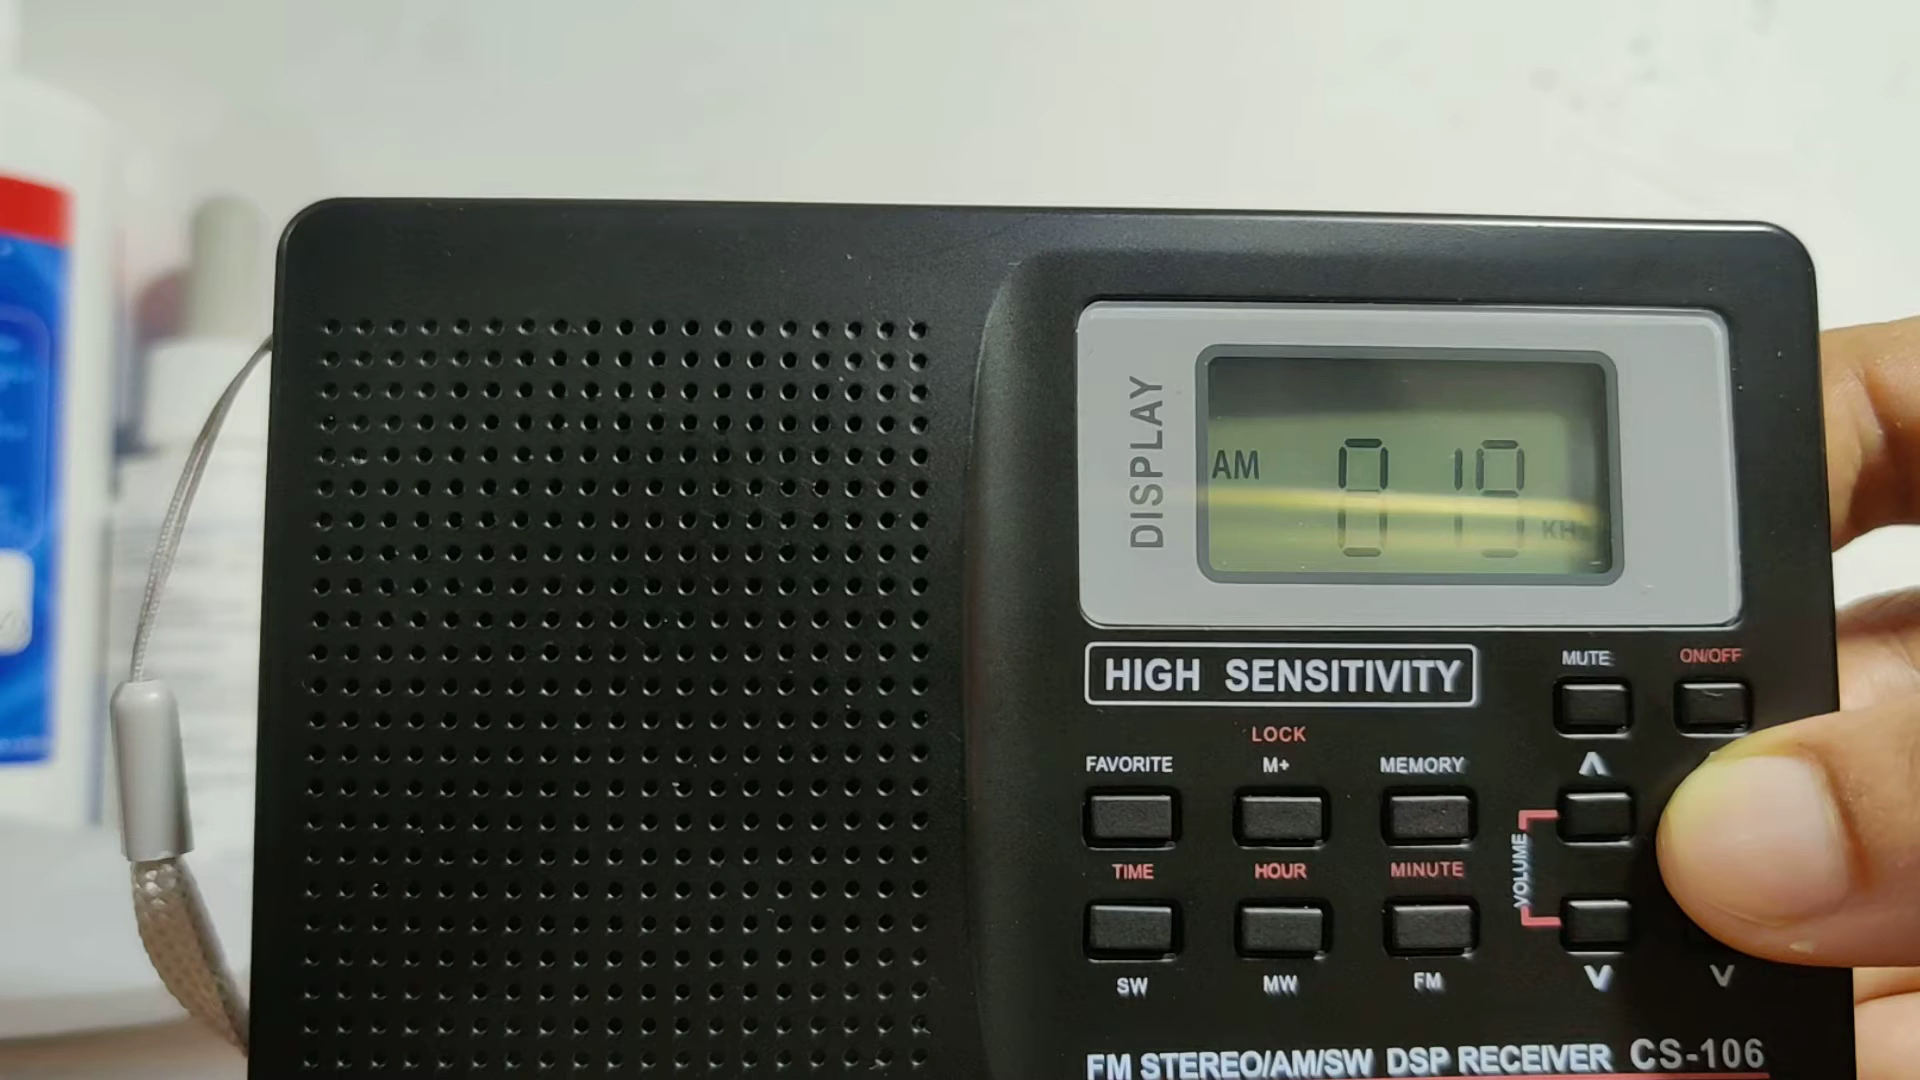 DISPLAY
AM
KHz
HIGH SENSITIVITY
MUTE
ON/OFF
LOCK
FAVORITE
M+
MEMORY
TIME
HOUR
MINUTE
VOLUME
SW
MW
FM
FM STEREO/AM/SW DSP RECEIVER CS-106